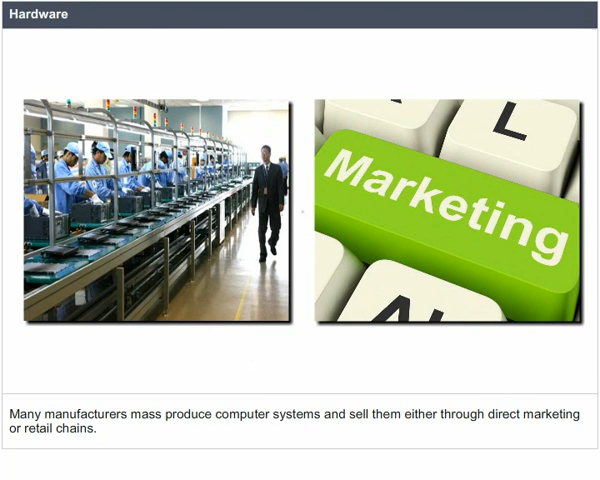 Hardware
L
Marketing
Many manufacturers mass produce computer systems and sell them either through direct marketing
or retail chains.